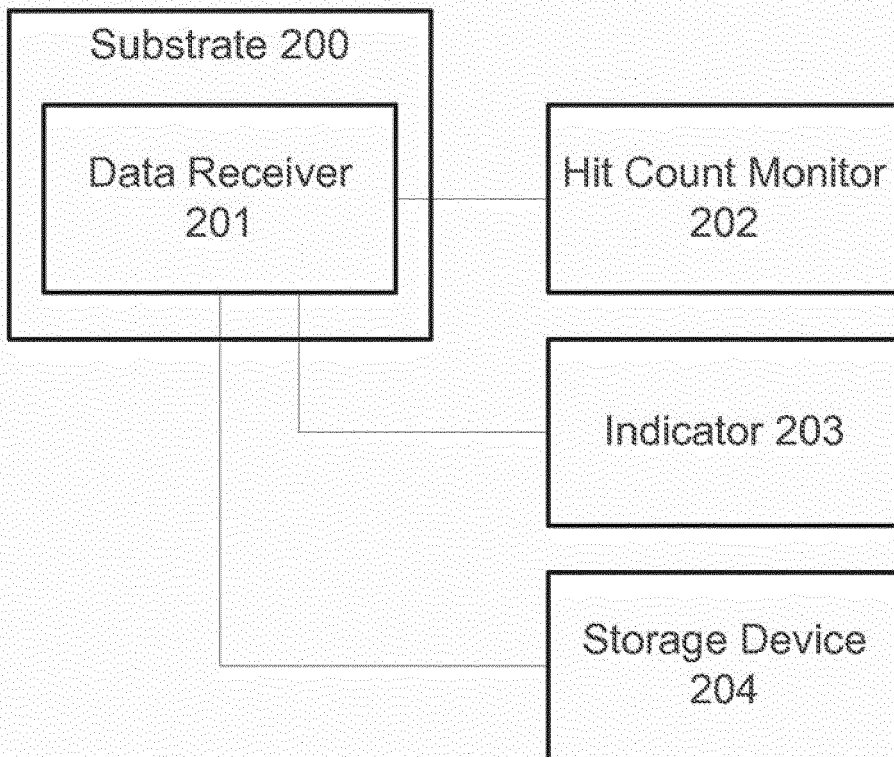 Substrate 200
Data Receiver
201
Hit Count Monitor
202
Indicator 203
Storage Device
204